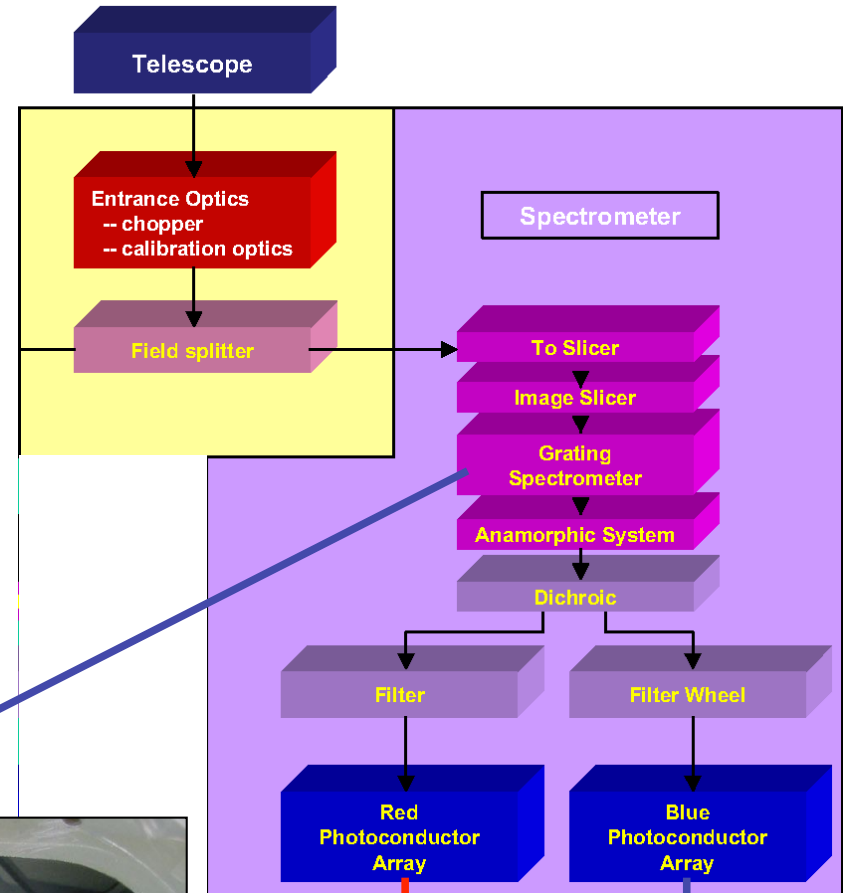 Telescope
Entrance Optics
-- chopper
-- calibration optics
Field splitter
Spectrometer
To Slicer
Image Slicer
Grating
Spectrometer
Anamorphic System
Dichroic
Filter
Filter Wheel
Red
Photoconductor
Array
Blue
Photoconductor
Array